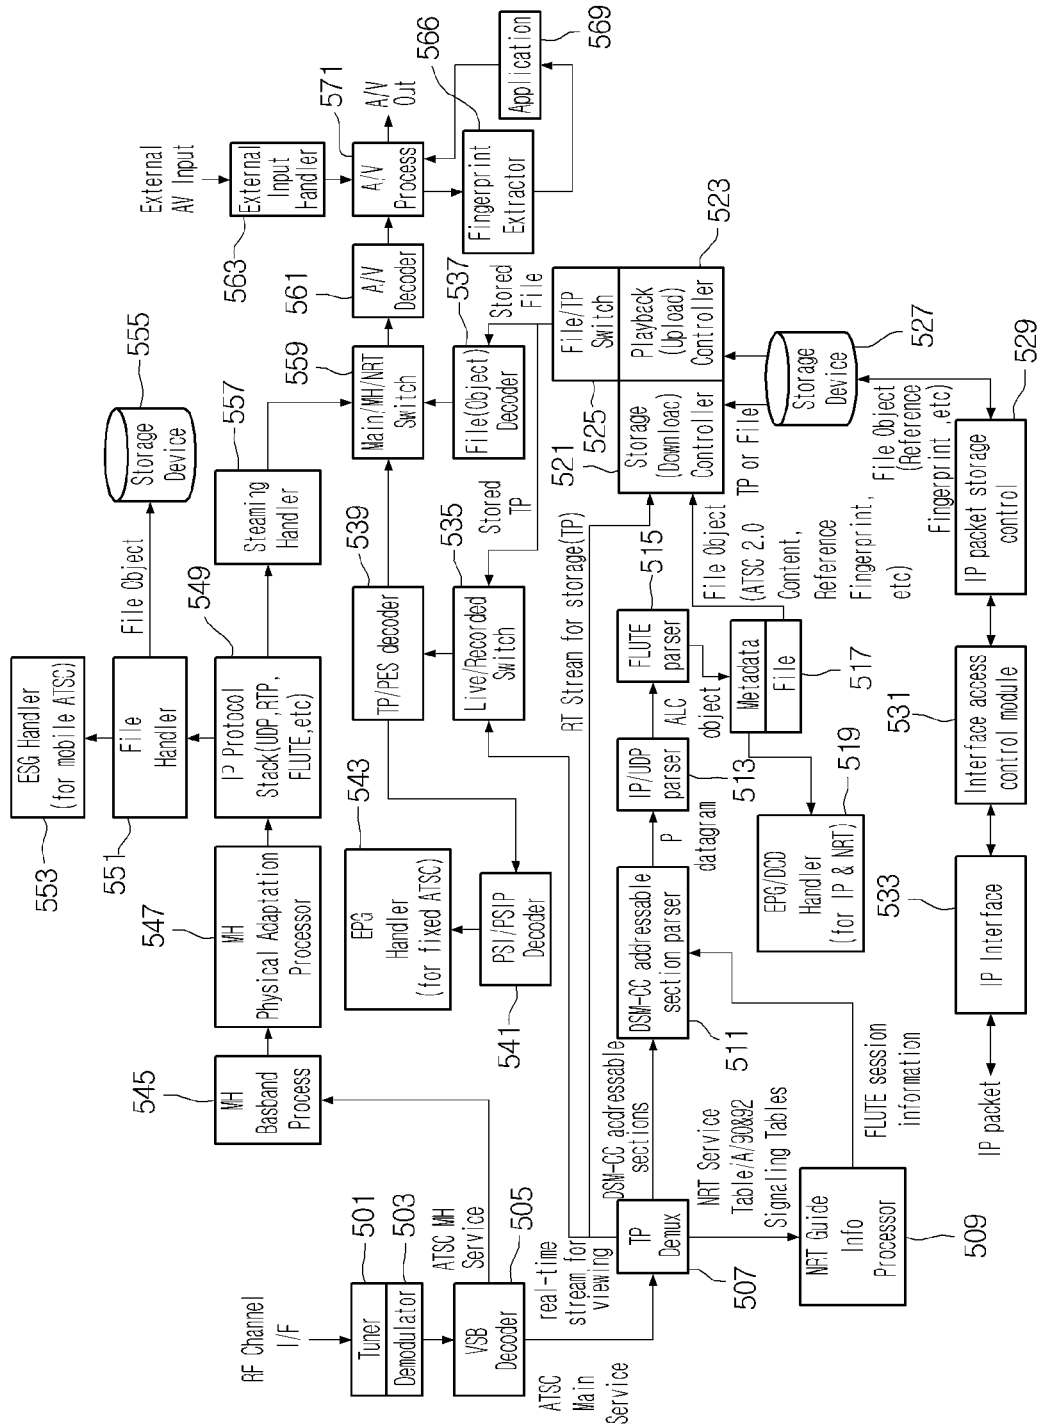 RF Channel
I/F
Tuner
Demodulator
501
503
VSB
Decoder
505
ATSC MH
Service
ATSC
Main
Service
real-time
stream for
viewing
TP
Demux
507
DSM-CC adressable
sections
NRT Service
Table/A/90&92
Signaling Tables
NRT Guide
Info
Processor
509
FLUTE session
information
DSM-CC addressable
section parser
511
P
datagram
IP/UDP
parser
513
ALC
object
FLUTE
parser
515
Metadata
File
517
EPG/DCD
Handler
(for IP & NRT)
519
RT Stream for storage(TP)
File Object
(ATSC 2.0
Content,
Reference
Fingerprint,
etc)
521
525
Storage
(Download)
Controller
File/TP
Switch
Playback
(Upload)
Controller
523
TP or File
Storage
Device
527
File Object
(Reference
Fingerprint ,etc)
IP packet storage
control
529
Interface access
control module
531
IP Interface
533
IP packet
MH
Basband
Process
545
MH
Physical Adaptation
Processor
547
IP Protocol
Stack(UDP,RTP,
FLUTE,etc)
549
File
Handler
551
ESG Handler
(for mobile ATSC)
553
File Object
Storage
Device
555
Steaming
Handler
557
EPG
Handler
(for fixed ATSC)
543
PSI/PSIP
Decoder
541
TP/PES decoder
539
Live/Recorded
Switch
535
Stored
TP
Main/MH/NRT
Switch
559
File(Object)
Decoder
537
Stored
File
A/V
Decoder
561
External
AV Input
External
Input
Handler
563
A/V
Process
571
A/V
Out
Fingerprint
Extractor
566
Application
569